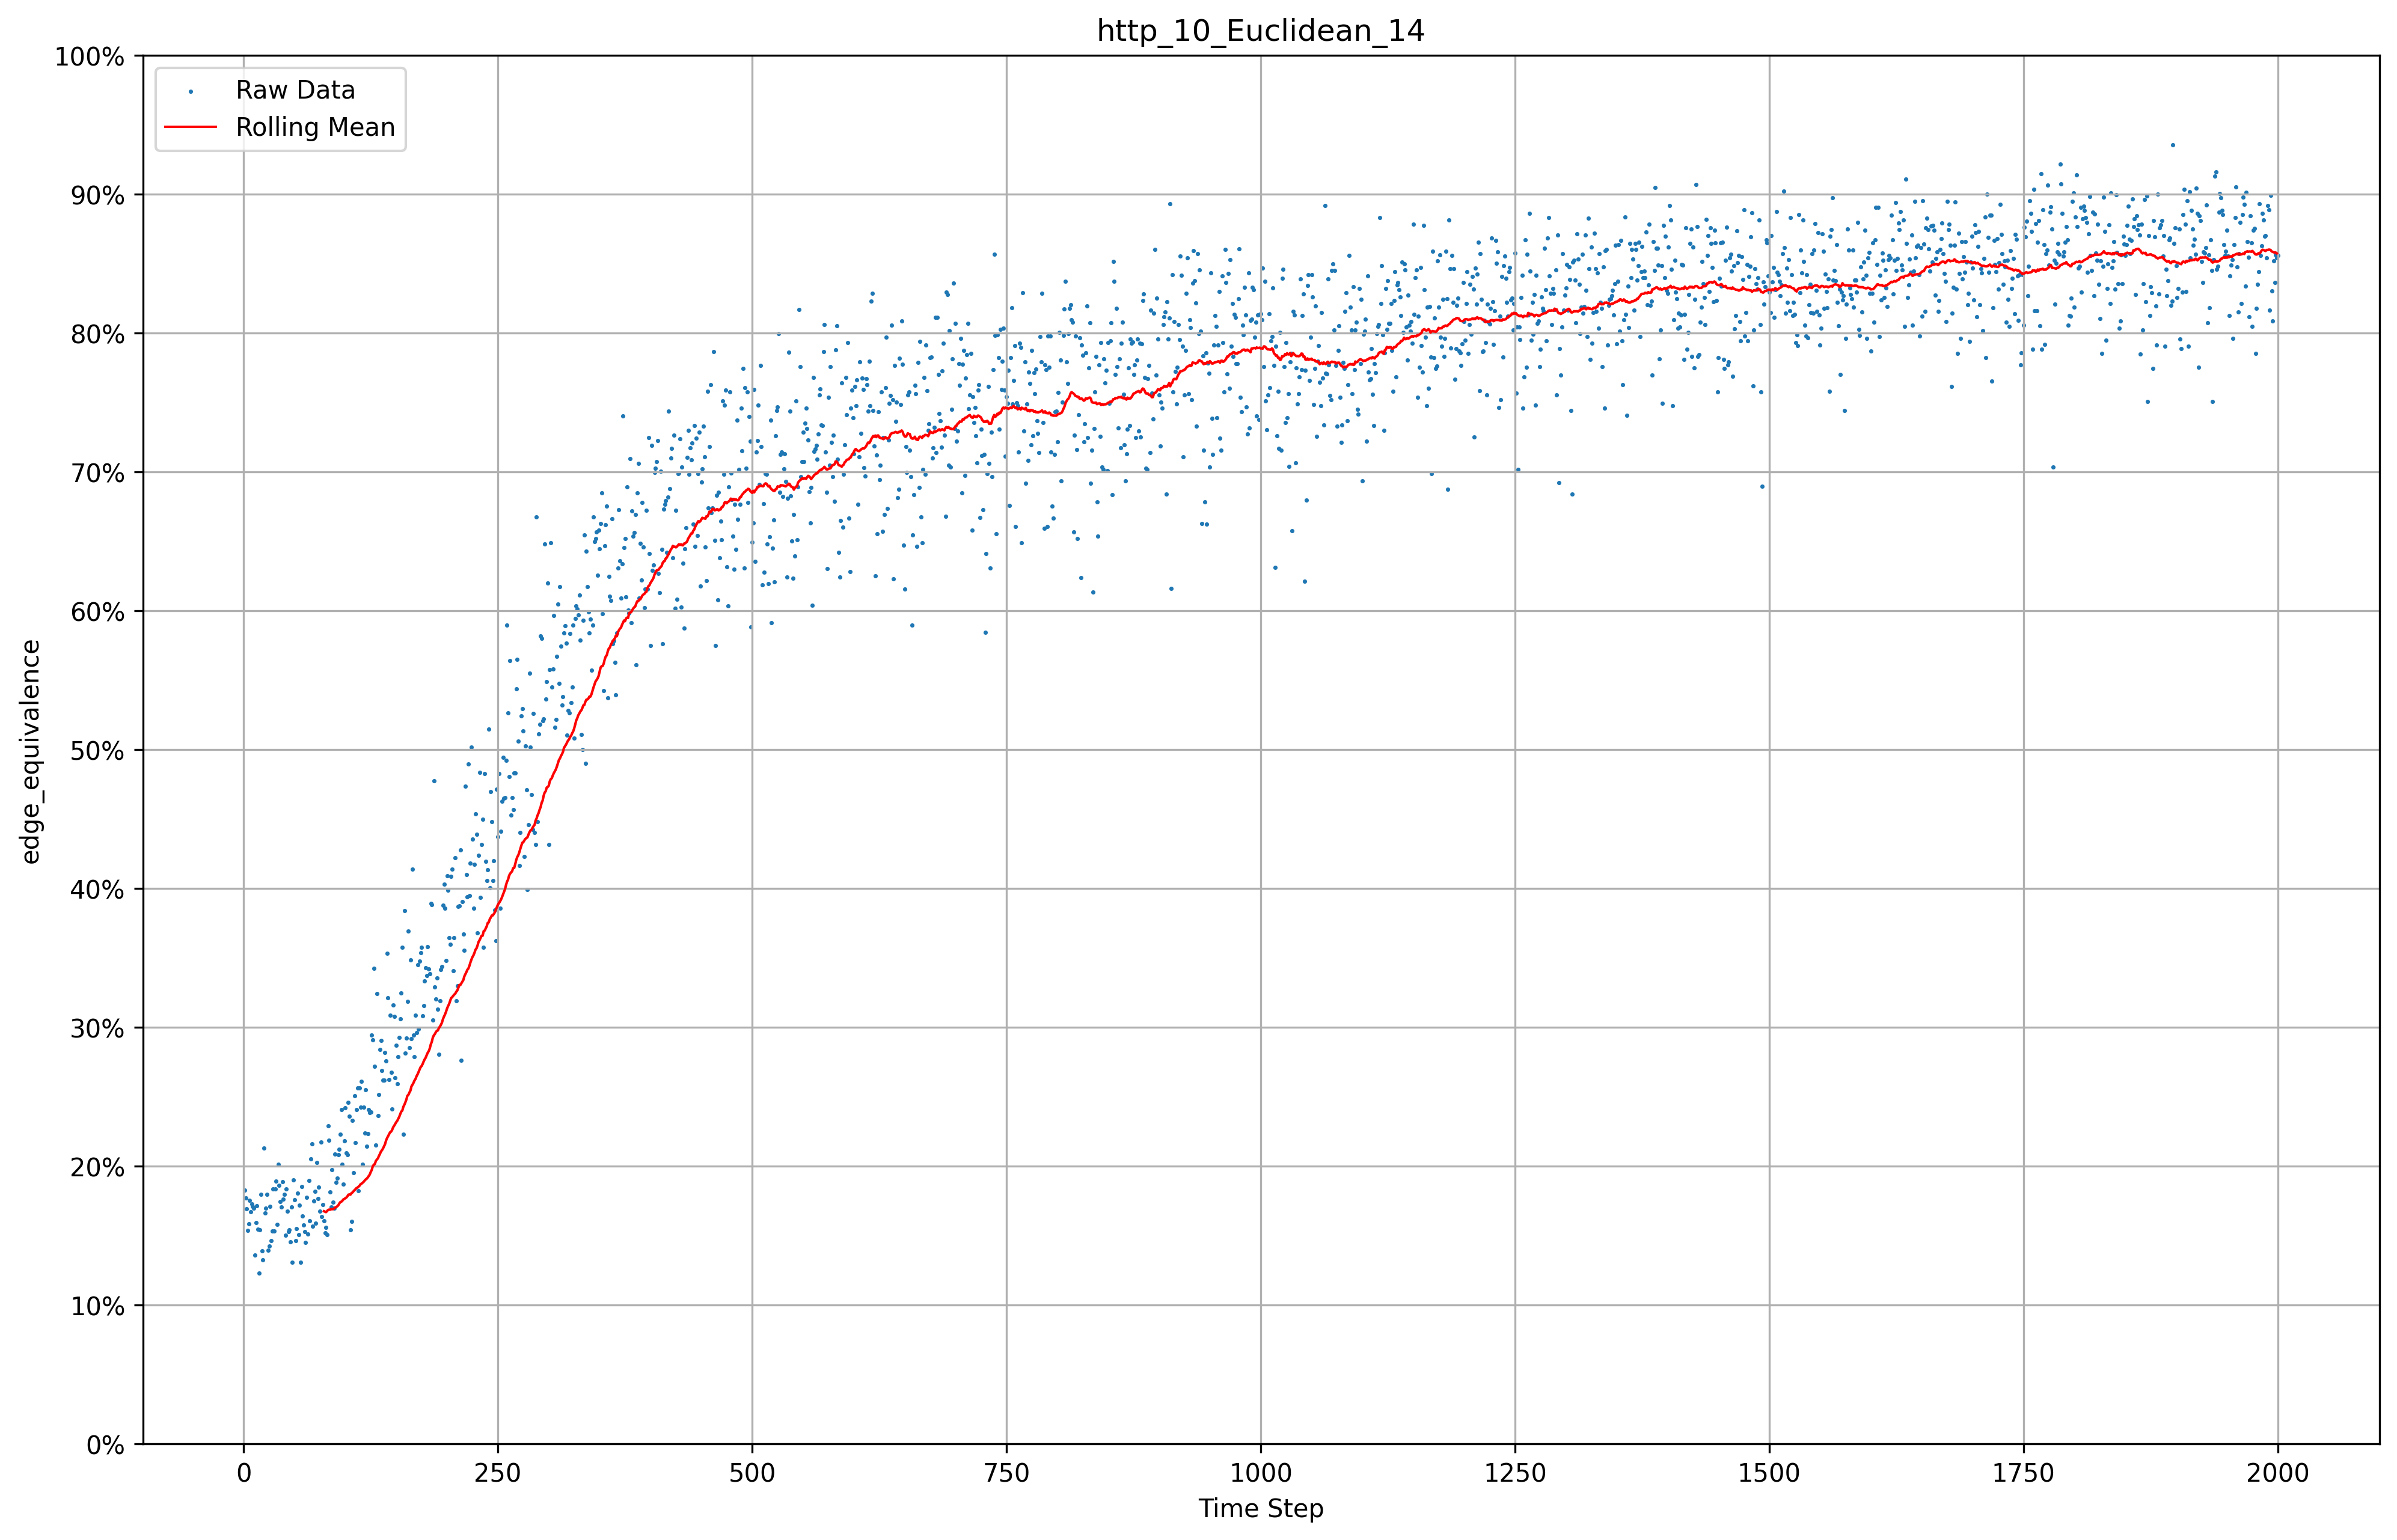 http_10_Euclidean_14
100%
90%
80%
70%
60%
50%
40%
30%
20%
10%
0%
edge_equivalence
Raw Data
Rolling Mean
0 250 500 750 1000 1250 1500 1750 2000
Time Step